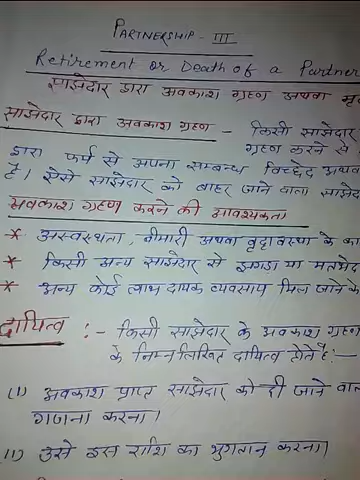 PARTNERSHIP - III
Retirement or Death of a Partner
साझेदार द्वारा अवकाश ग्रहण अथवा
साझेदार द्वारा अवकाश ग्रहण - किसी साझेदार
द्वारा फर्म से अपना सम्बन्ध विच्छेद ग्रहण करने से
है। ऐसे साझेदार को बाहर जाने वाला
अवकाश ग्रहण करने की आवश्यकता
* अस्वस्थता, बीमारी अथवा वृद्धावस्था के
* किसी अन्य साझेदार से झगड़ा या मतभेद
* अन्य कोई लाभ दायक व्यवसाय मिल जाने के
दायित्व :- किसी साझेदार के अवकाश ग्रहण
के निम्नलिखित दायित्व होते है:-
(I) अवकाश प्राप्त साझेदार को दी जाने
गणना करना।
(II) उसे इस राशि का भुगतान करना।